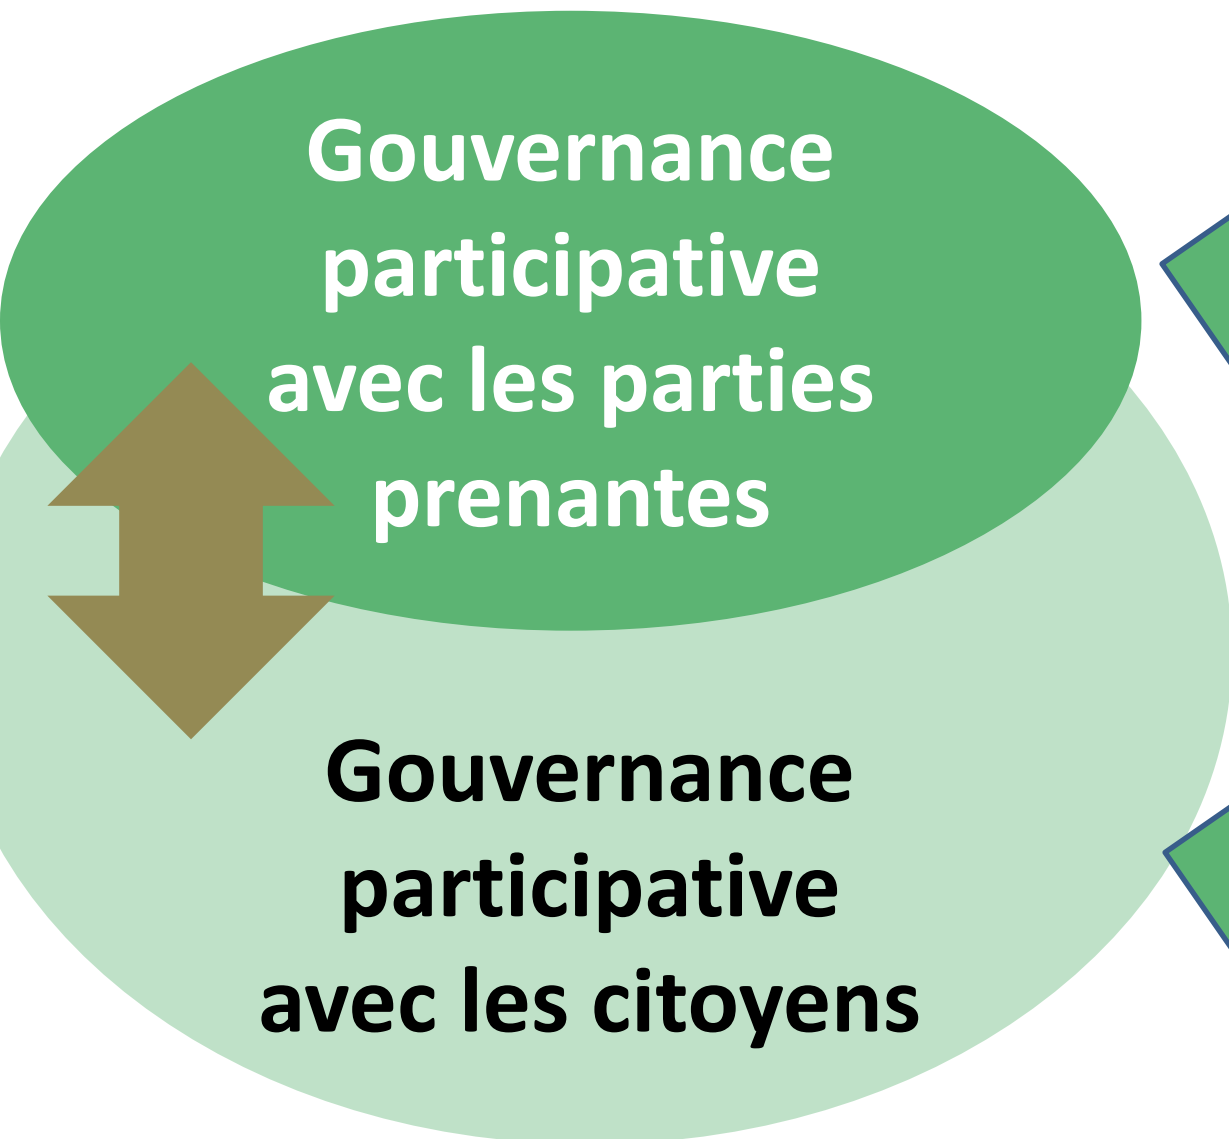 Gouvernance
participative
avec les parties
prenantes
Gouvernance
participative
avec les citoyens